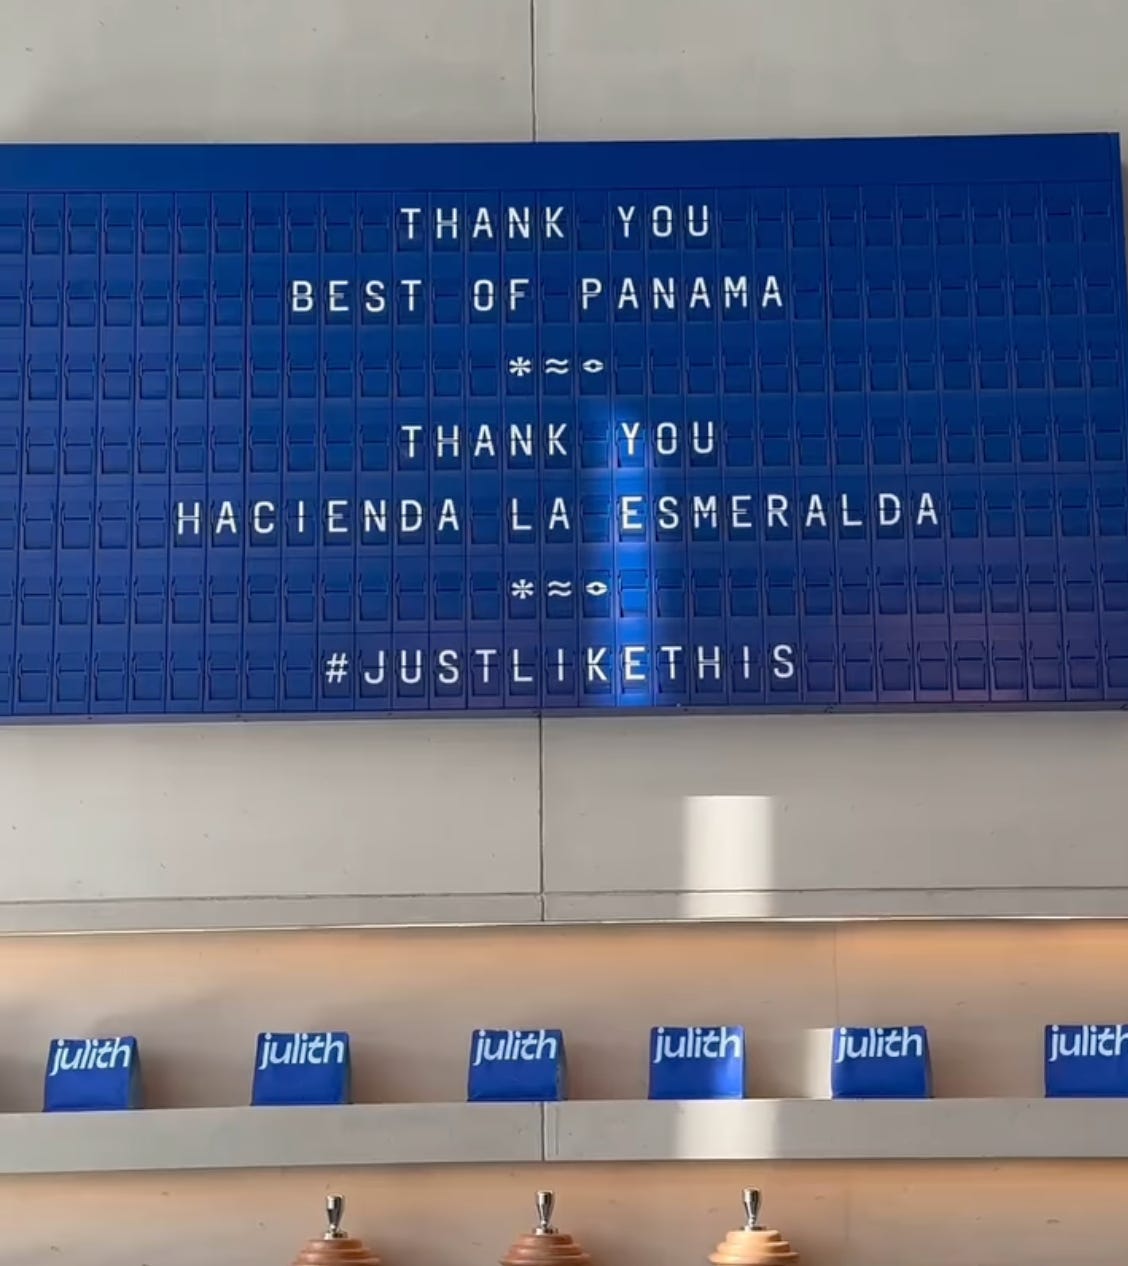 THANK YOU
BEST OF PANAMA
*≈⇔
THANK YOU
HACIENDA LA ESMERALDA
*≈⇔
#JUSTLIKETHIS
julith julith julith julith julith julith